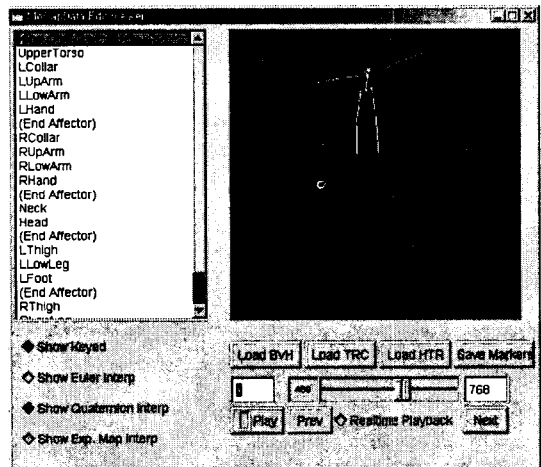 UpperTorso
LCollar
LUpArm
LLowArm
LHand
(End Affector)
RCollar
RUpArm
RLowArm
RHand
(End Affector)
Neck
Head
(End Affector)
LThigh
LLowLeg
LFoot
(End Affector)
RThigh
Show Keyed
Show Euler Interp
Show Quaternion Interp
Show Exp. Map Interp
Load BVH Load TRC Load HTR Save Markers
768
Play Prev Realtime Playback Next